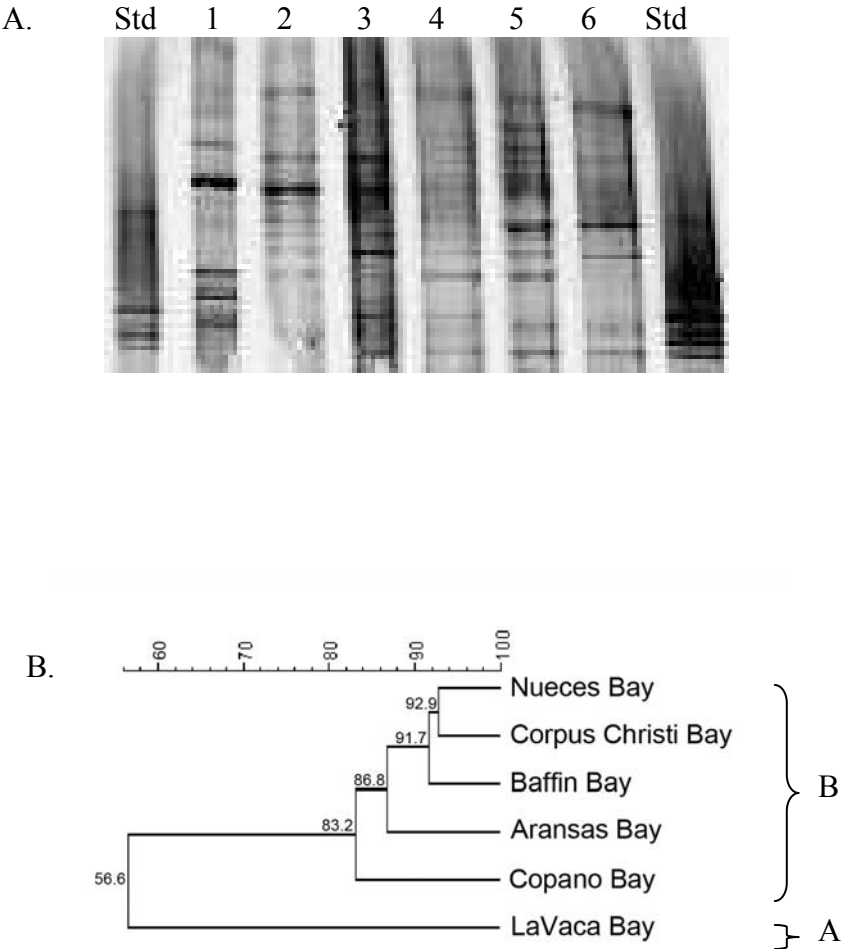 A. Std 1 2 3 4 5 6 Std
B.
60 70 80 90 100
Nueces Bay
92.9
Corpus Christi Bay
91.7
Baffin Bay
B
86.8
Aransas Bay
83.2
Copano Bay
56.6
LaVaca Bay
A